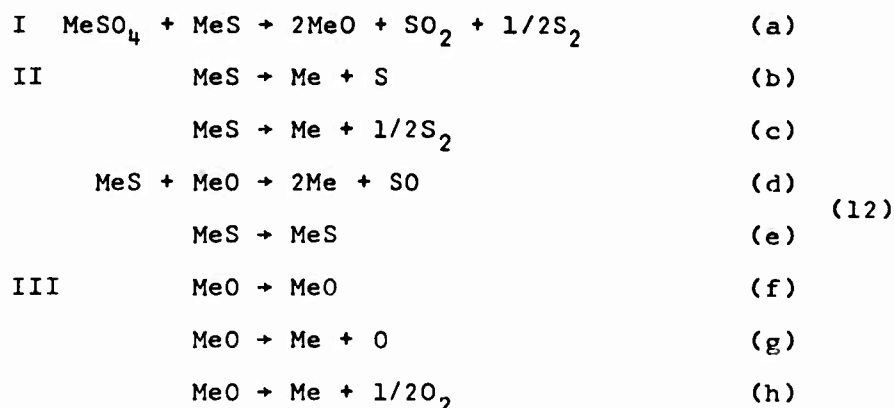 I MeSO₄ + MeS → 2MeO + SO₂ + 1/2S₂ (a)
II MeS → Me + S (b)
MeS → Me + 1/2S₂ (c)
MeS + MeO → 2Me + SO (d)
(12)
MeS → MeS (e)
III MeO → MeO (f)
MeO → Me + O (g)
MeO → Me + 1/2O₂ (h)